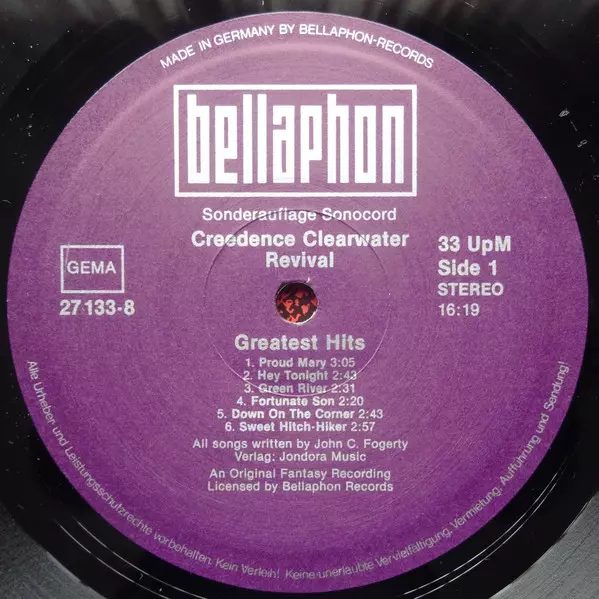 MADE IN GERMANY BY BELLAPHON-RECORDS
bellaphon
Sonderauflage Sonocord
Creedence Clearwater
Revival
GEMA
27 133-8
33 UpM
Side 1
STEREO
16:19
Greatest Hits
1. Proud Mary 3:05
2. Hey Tonight 2:43
3. Green River 2:31
4. Fortunate Son 2:20
5. Down On The Corner 2:43
6. Sweet Hitch-Hiker 2:57
All songs written by John C. Fogerty
Verlag: Jondora Music
An Original Fantasy Recording
Licensed by Bellaphon Records
Alle Urheber- und Leistungsschutzrechte vorbehalten. Kein Verleih! Keine unerlaubte Vervielfältigung, Vermietung, Aufführung und Sendung!